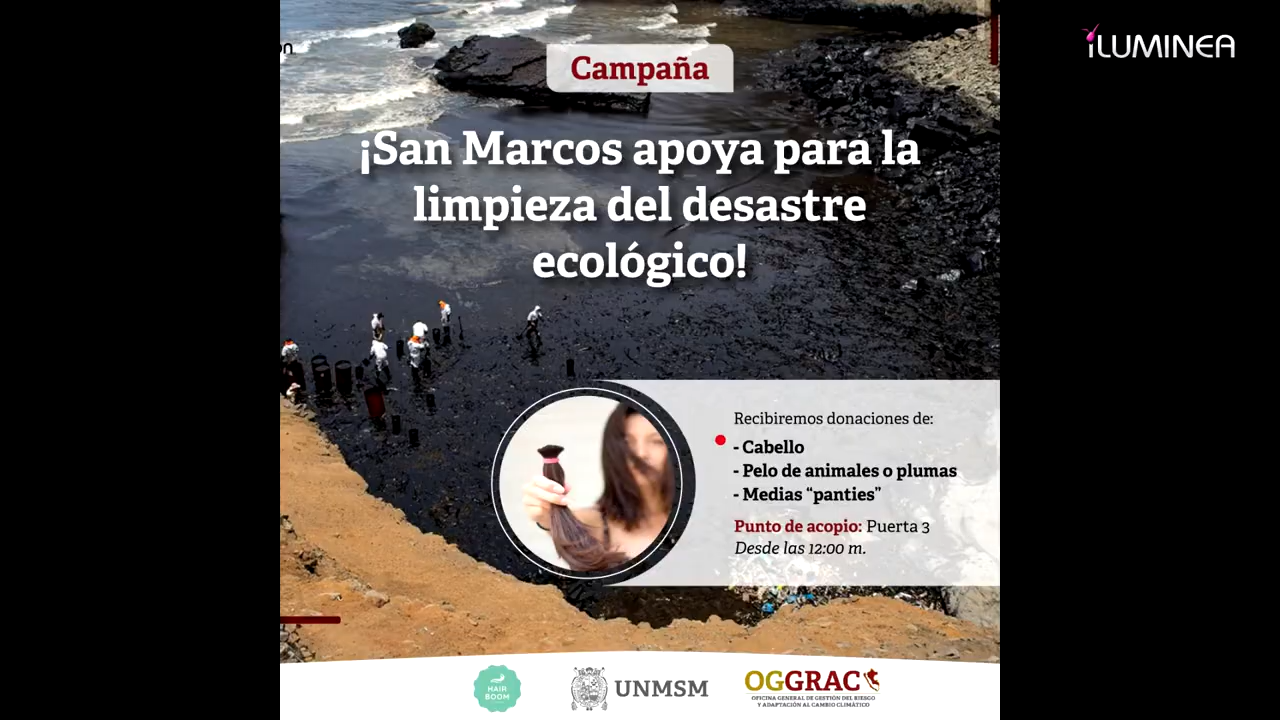 iLUMINEA
Campaña
¡San Marcos apoya para la
limpieza del desastre
ecológico!
Recibiremos donaciones de:
- Cabello
- Pelo de animales o plumas
- Medias “panties”
Punto de acopio: Puerta 3
Desde las 12:00 m.
HAIR
BOOM
UNMSM
OGGRAC
OFICINA GENERAL DE GESTIÓN DEL RIESGO
Y ADAPTACIÓN AL CAMBIO CLIMÁTICO